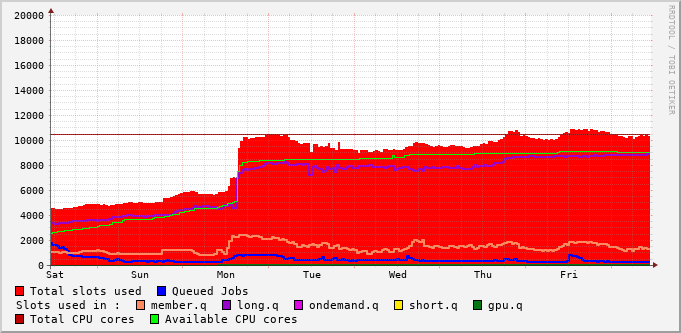 RRDTOOL / TOBI OETIKER
20000
18000
16000
14000
12000
10000
8000
6000
4000
2000
0
Sat Sun Mon Tue Wed Thu Fri
Total slots used Queued Jobs
Slots used in : member.q long.q ondemand.q short.q gpu.q
Total CPU cores Available CPU cores